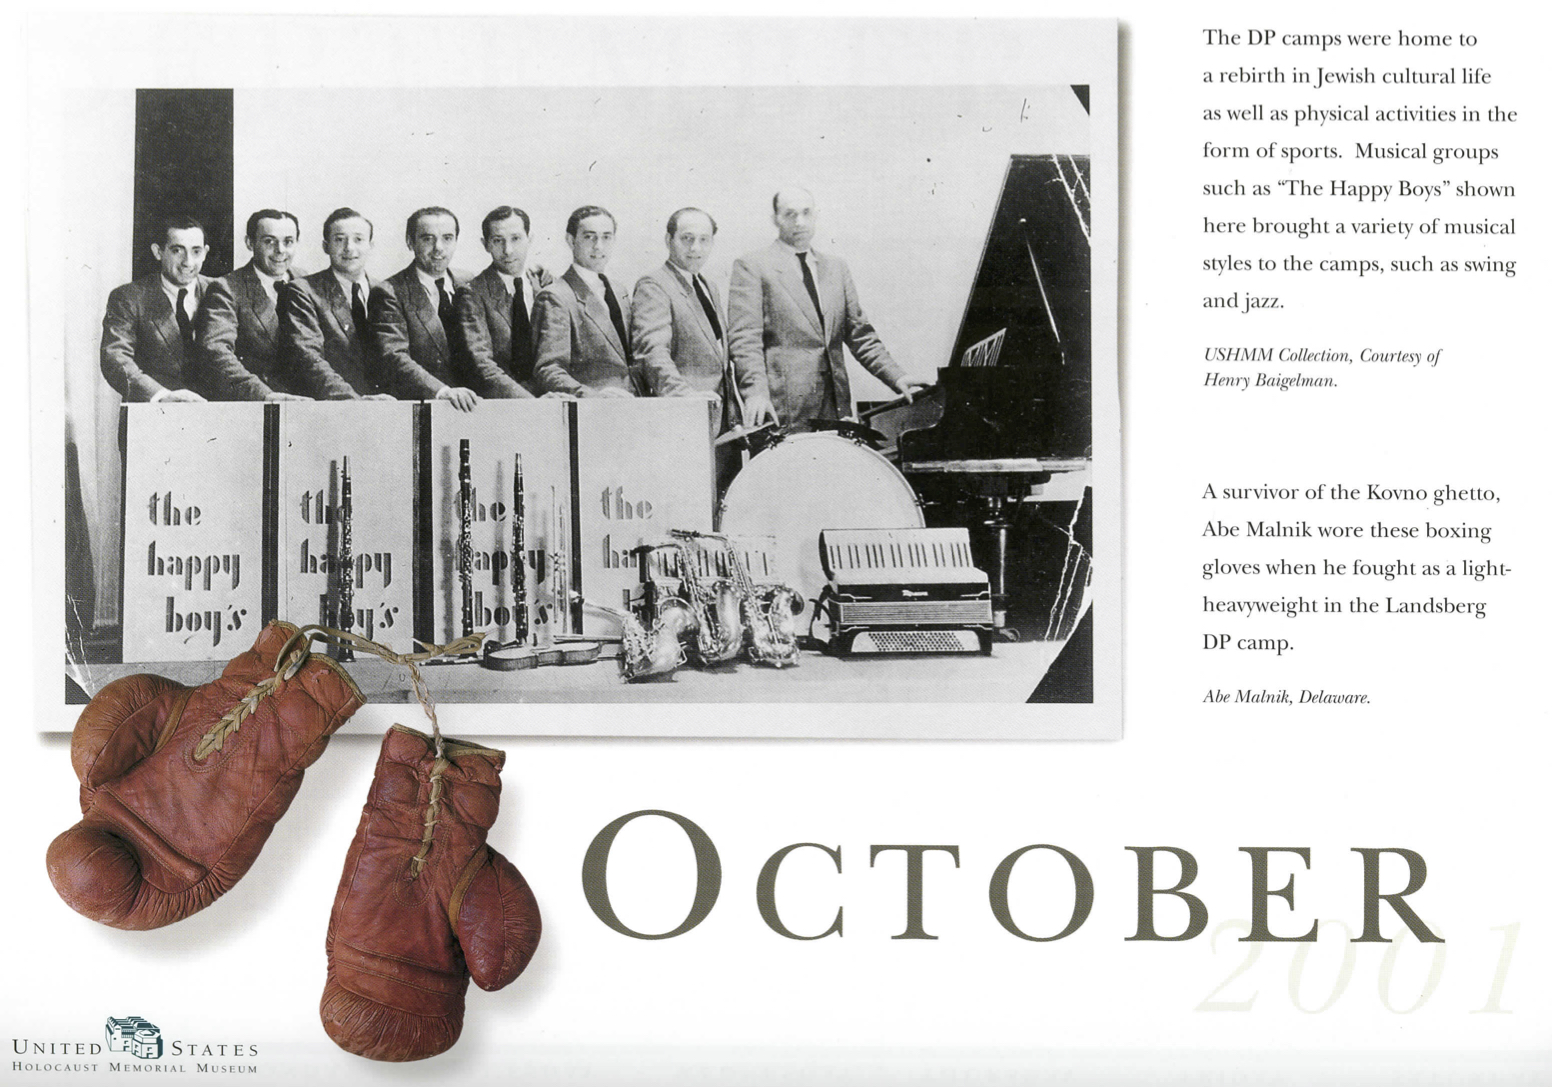 The DP camps were home to
a rebirth in Jewish cultural life
as well as physical activities in the
form of sports. Musical groups
such as “The Happy Boys” shown
here brought a variety of musical
styles to the camps, such as swing
and jazz.
USHMM Collection, Courtesy of
Henry Baigelman.
A survivor of the Kovno ghetto,
Abe Malnik wore these boxing
gloves when he fought as a light-
heavyweight in the Landsberg
DP camp.
Abe Malnik, Delaware.
the
happy
boy's
the
happy
boy's
the
happy
boy's
the
OCTOBER
2001
UNITED STATES
HOLOCAUST MEMORIAL MUSEUM